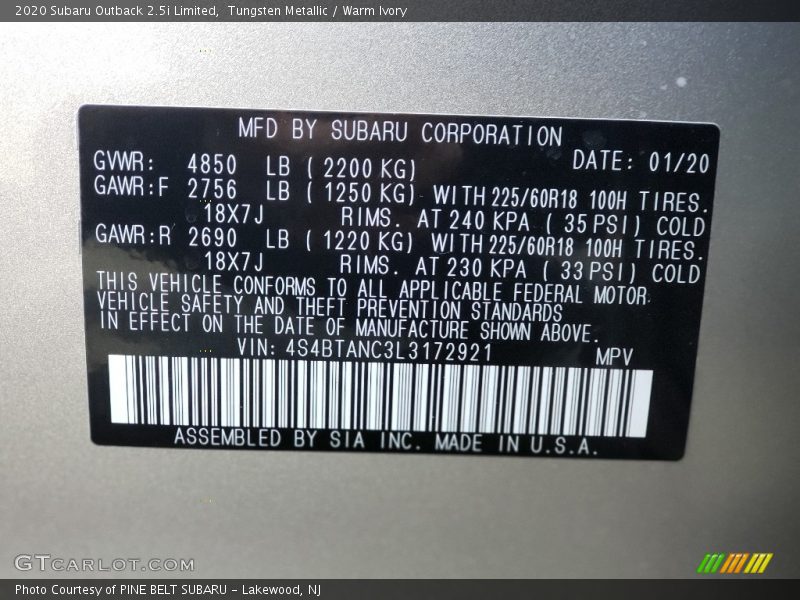 2020 Subaru Outback 2.5i Limited, Tungsten Metallic / Warm Ivory
MFD BY SUBARU CORPORATION
GVWR: 4850 LB ( 2200 KG) DATE: 01/20
GAWR:F 2756 LB ( 1250 KG) WITH 225/60R18 100H TIRES.
18X7J RIMS. AT 240 KPA ( 35 PSI) COLD
GAWR:R 2690 LB ( 1220 KG) WITH 225/60R18 100H TIRES.
18X7J RIMS. AT 230 KPA ( 33 PSI) COLD
THIS VEHICLE CONFORMS TO ALL APPLICABLE FEDERAL MOTOR
VEHICLE SAFETY AND THEFT PREVENTION STANDARDS
IN EFFECT ON THE DATE OF MANUFACTURE SHOWN ABOVE.
VIN: 4S4BTANC3L3172921 MPV
ASSEMBLED BY SIA INC. MADE IN U.S.A.
GTCARLOT.COM
Photo Courtesy of PINE BELT SUBARU - Lakewood, NJ